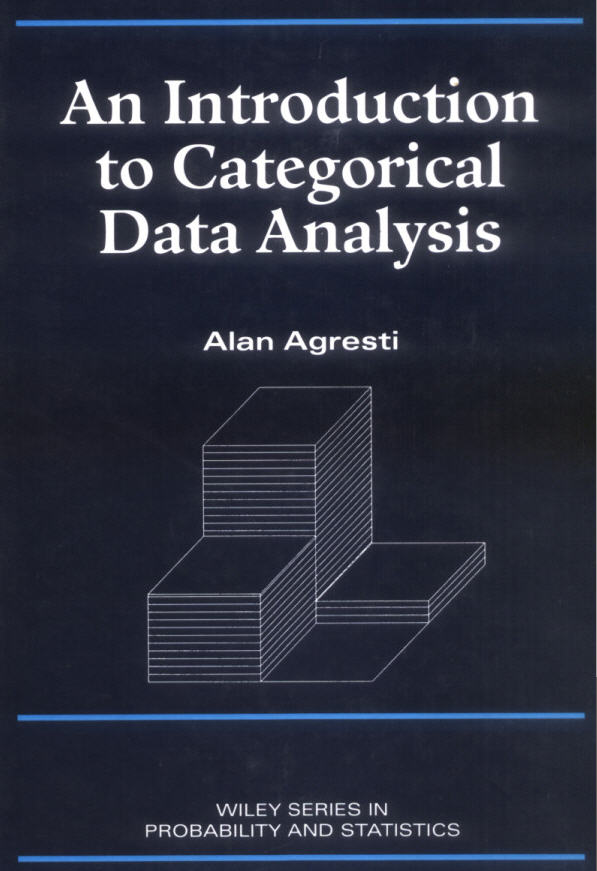 An Introduction
to Categorical
Data Analysis
Alan Agresti
WILEY SERIES IN
PROBABILITY AND STATISTICS